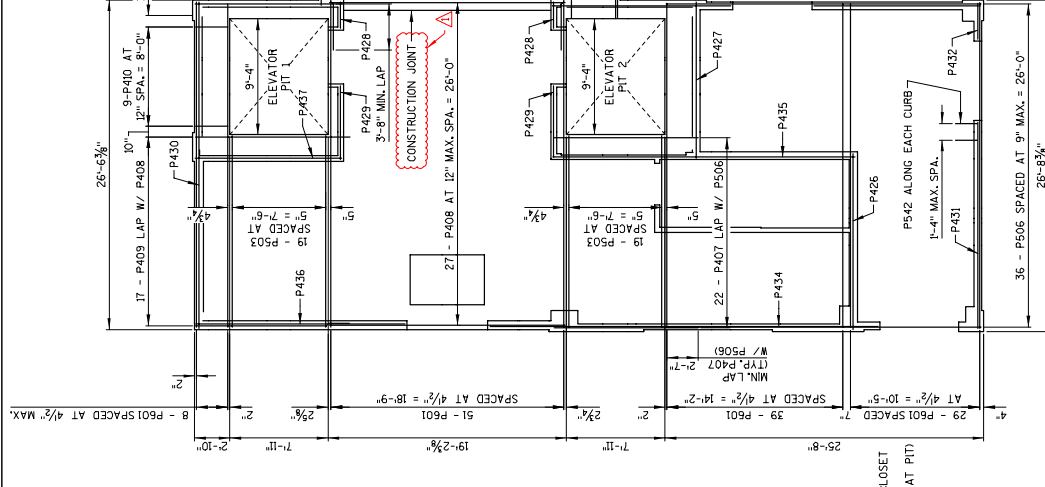 26'-6⅜"
9-P410 AT
12" SPA. = 8'-0"
10"
17 - P409 LAP W/ P408
P430
9'-4"
ELEVATOR
PIT 1
P437
P428
P429
3'-8" MIN. LAP
CONSTRUCTION JOINT
1
27 - P408 AT 12" MAX. SPA. = 26'-0"
P428
P429
9'-4"
ELEVATOR
PIT 2
P427
P435
P432
P542 ALONG EACH CURB
1'-4" MAX. SPA.
P431
P426
36 - P506 SPACED AT 9" MAX. = 26'-0"
26'-8⅜"
4¾"
19 - P503
SPACED AT
5" = 7'-6"
5"
4¾"
19 - P503
SPACED AT
5" = 7'-6"
5"
22 - P407 LAP W/ P506
P436
P434
2'-7"
MIN. LAP
(TYP. P407
W/ P506)
2"
8 - P601 SPACED AT 4½" MAX.
2"
2⅝"
51 - P601
SPACED AT 4½" = 18'-9"
2¾"
2"
39 - P601
SPACED AT 4½" = 14'-2"
7"
29 - P601 SPACED
AT 4½" = 10'-5"
4"
2'-10"
7'-11"
19'-2⅜"
7'-11"
25'-8"
AT PIT)